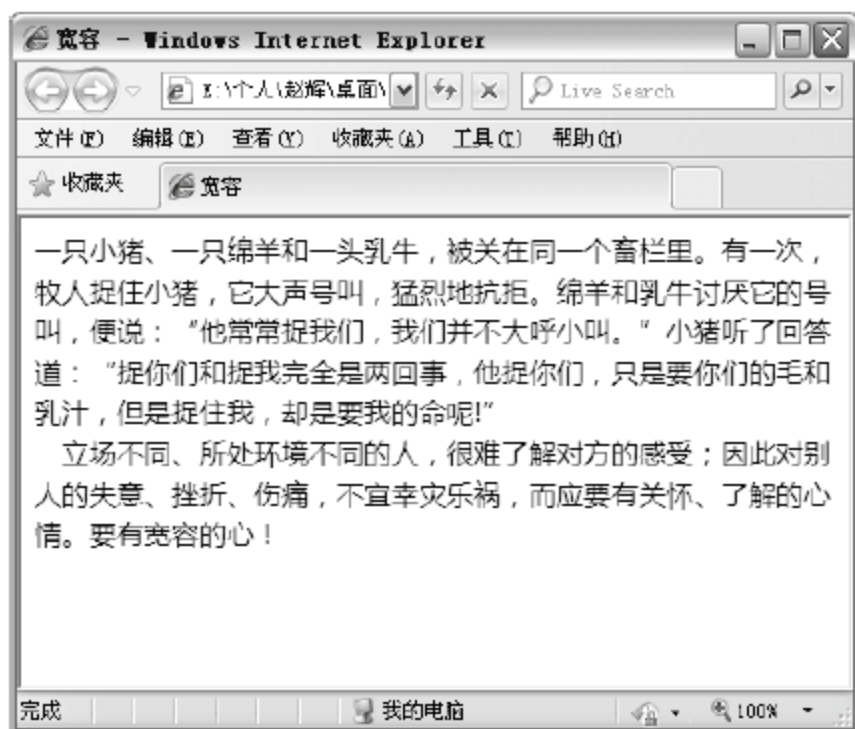 宽容 - Windows Internet Explorer
X:\个人\赵辉\桌面\
Live Search
文件(F) 编辑(E) 查看(V) 收藏夹(A) 工具(T) 帮助(H)
收藏夹 宽容
一只小猪、一只绵羊和一头乳牛，被关在同一个畜栏里。有一次，
牧人捉住小猪，它大声号叫，猛烈地抗拒。绵羊和乳牛讨厌它的号
叫，便说：“他常常捉我们，我们并不大呼小叫。”小猪听了回答
道：“捉你们和捉我完全是两回事，他捉你们，只是要你们的毛和
乳汁，但是捉住我，却是要我的命呢!”
立场不同、所处环境不同的人，很难了解对方的感受；因此对别
人的失意、挫折、伤痛，不宜幸灾乐祸，而应要有关怀、了解的心
情。要有宽容的心！
完成 我的电脑 100%